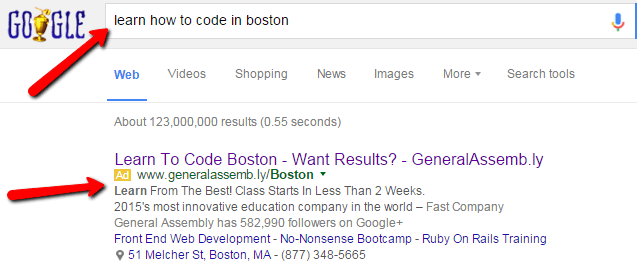 GOOGLE
learn how to code in boston
Web Videos Shopping News Images More Search tools
About 123,000,000 results (0.55 seconds)
Learn To Code Boston - Want Results? - GeneralAssemb.ly
Ad www.generalassemb.ly/Boston
Learn From The Best! Class Starts In Less Than 2 Weeks.
2015's most innovative education company in the world – Fast Company
General Assembly has 582,990 followers on Google+
Front End Web Development - No-Nonsense Bootcamp - Ruby On Rails Training
51 Melcher St, Boston, MA - (877) 348-5665